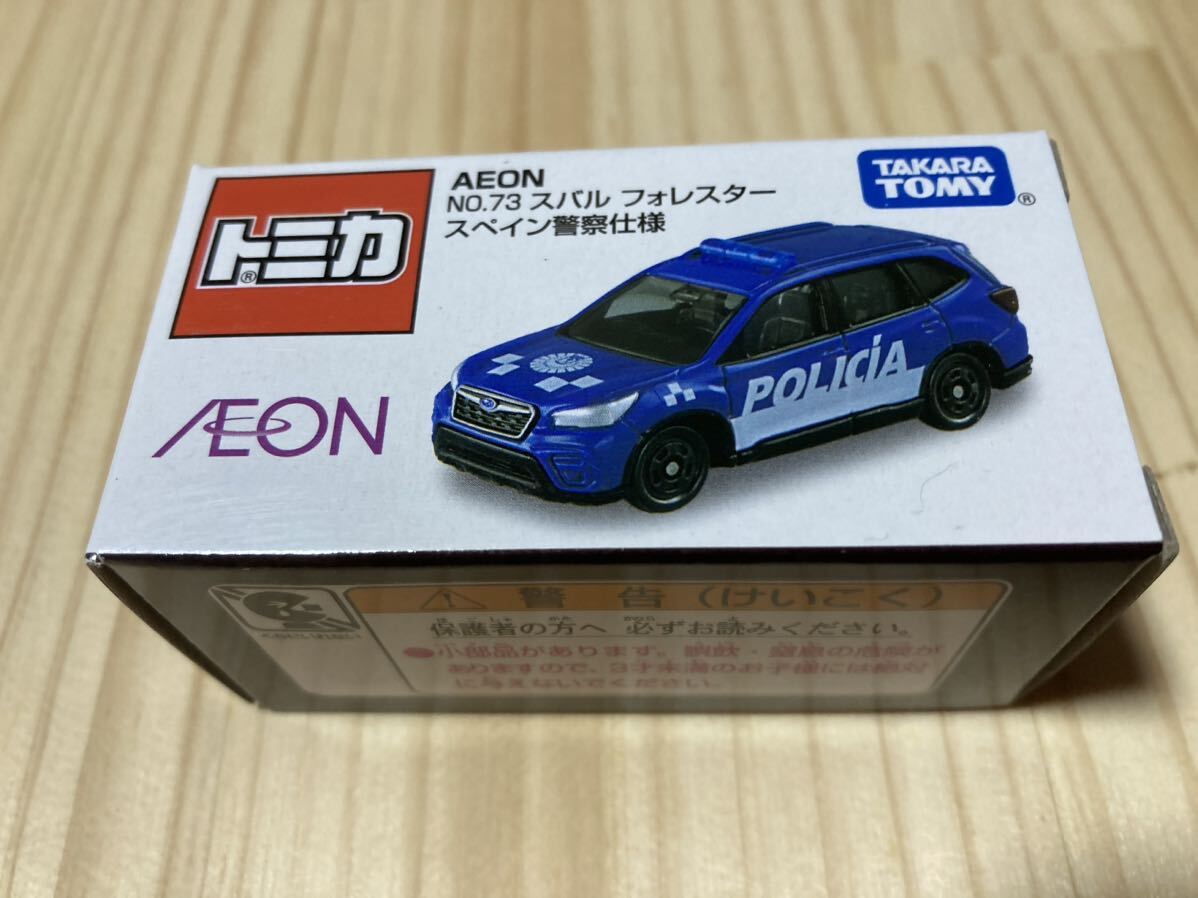 トミカ®
AEON
NO.73 スバル フォレスター
スペイン警察仕様
TAKARA
TOMY®
AEON
POLICIA
警 告 (けいこく)
保護者の方へ 必ずお読みください。
●小部品があります。誤飲・窒息の危険が
ありますので、3才未満のお子様には絶対
に与えないでください。